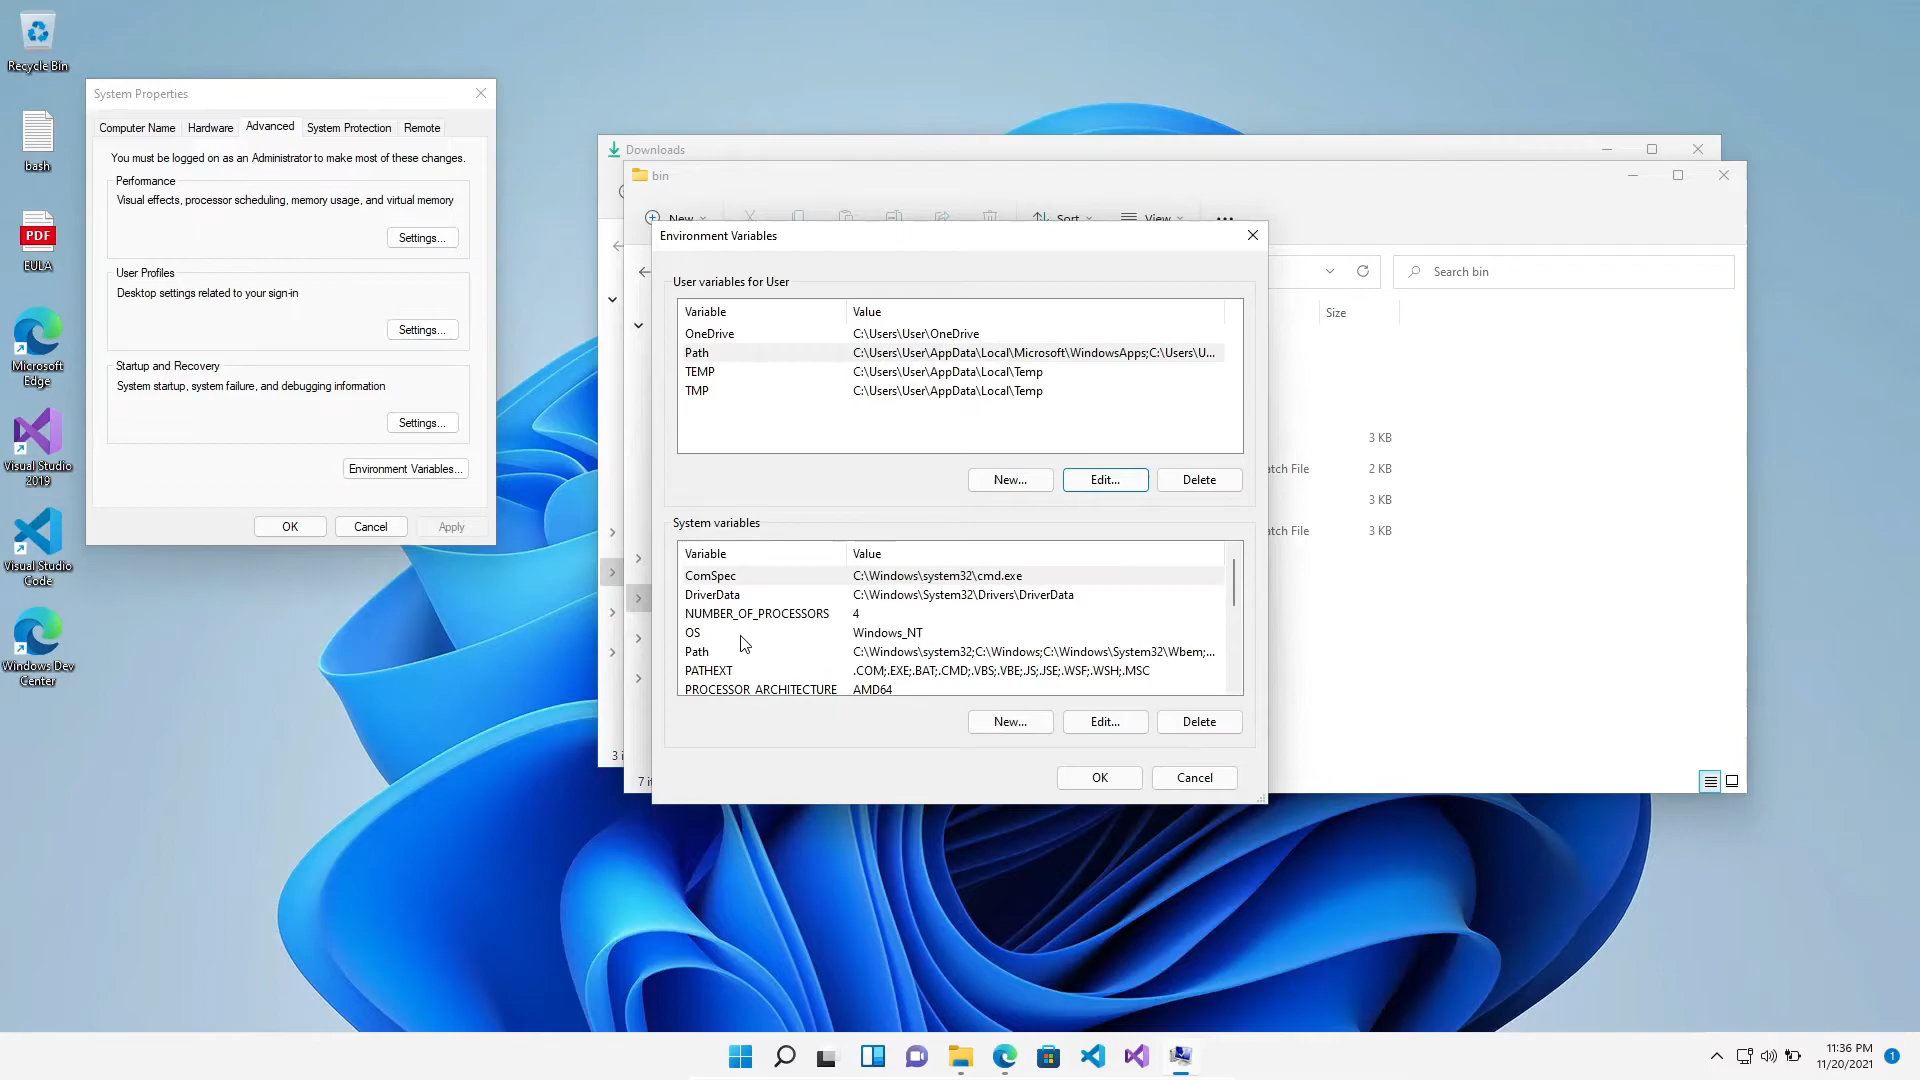 Recycle Bin
bash
PDF
EULA
Microsoft
Edge
Visual Studio
2019
Visual Studio
Code
Windows Dev
Center
System Properties
Computer Name
Hardware
Advanced
System Protection
Remote
You must be logged on as an Administrator to make most of these changes.
Performance
Visual effects, processor scheduling, memory usage, and virtual memory
Settings...
User Profiles
Desktop settings related to your sign-in
Settings...
Startup and Recovery
System startup, system failure, and debugging information
Settings...
Environment Variables...
OK
Cancel
Apply
Downloads
bin
New
Sort
View
Search bin
Size
3 KB
atch File 2 KB
3 KB
atch File 3 KB
3 i
7 it
Environment Variables
User variables for User
Variable Value
OneDrive C:\Users\User\OneDrive
Path C:\Users\User\AppData\Local\Microsoft\WindowsApps;C:\Users\U...
TEMP C:\Users\User\AppData\Local\Temp
TMP C:\Users\User\AppData\Local\Temp
New... Edit... Delete
System variables
Variable Value
ComSpec C:\Windows\system32\cmd.exe
DriverData C:\Windows\System32\Drivers\DriverData
NUMBER_OF_PROCESSORS 4
OS Windows_NT
Path C:\Windows\system32;C:\Windows;C:\Windows\System32\Wbem;...
PATHEXT .COM;.EXE;.BAT;.CMD;.VBS;.VBE;.JS;.JSE;.WSF;.WSH;.MSC
PROCESSOR_ARCHITECTURE AMD64
New... Edit... Delete
OK Cancel
11:36 PM
11/20/2021
1